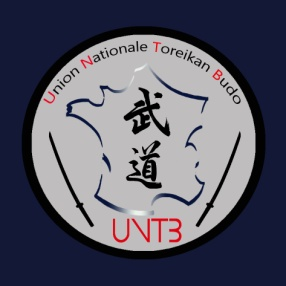 Union Nationale Toreikan Budo
武
道
UNTB